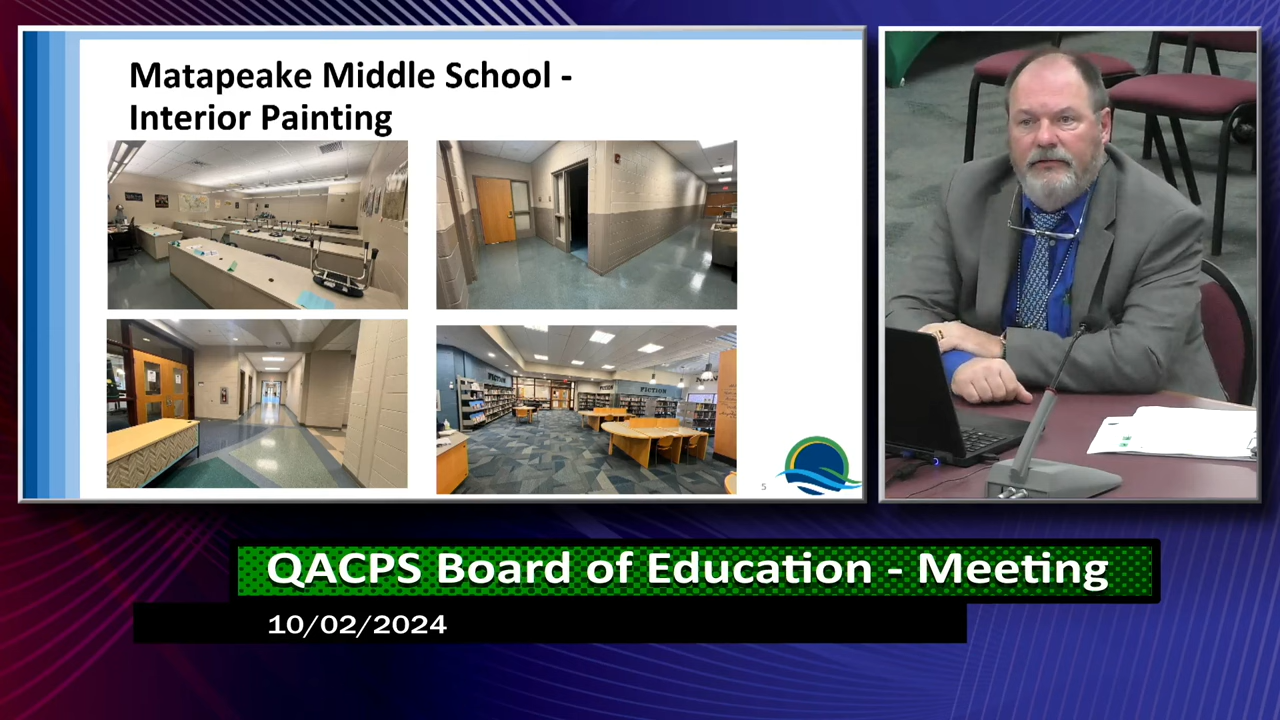 Matapeake Middle School -
Interior Painting
FICTION
FICTION
5
QACPS Board of Education - Meeting
10/02/2024